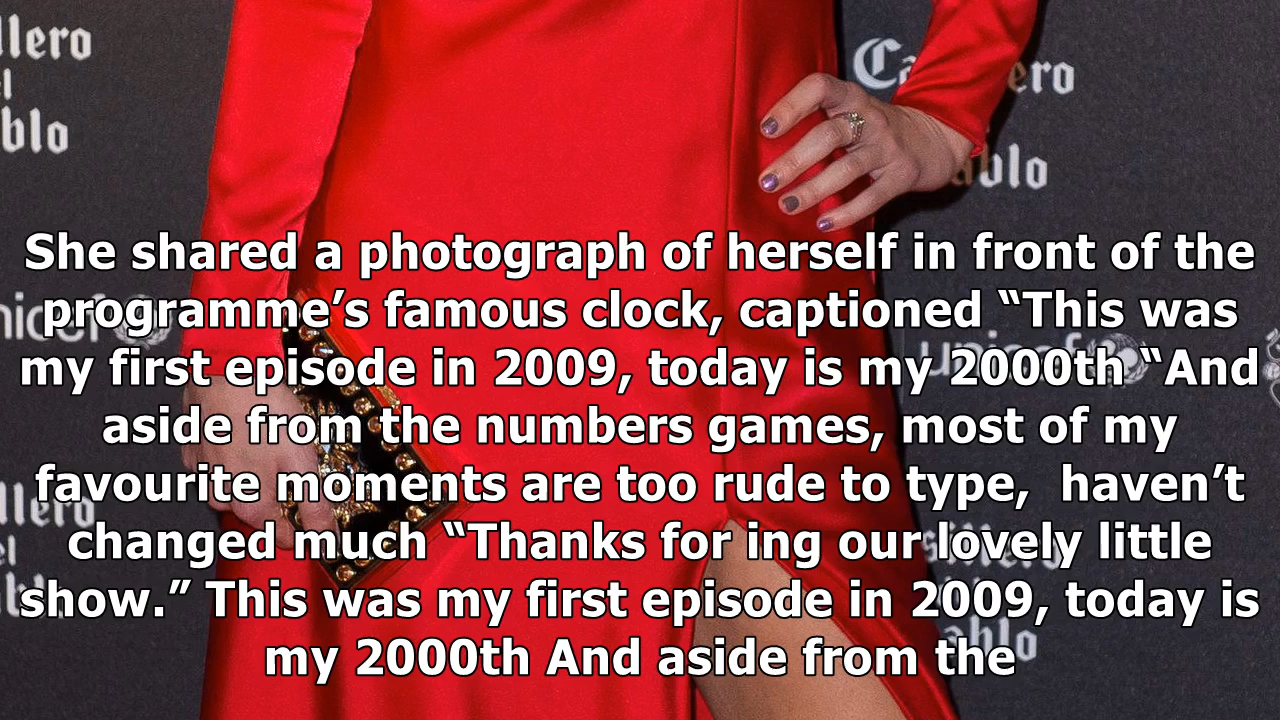 She shared a photograph of herself in front of the
programme’s famous clock, captioned “This was
my first episode in 2009, today is my 2000th “And
aside from the numbers games, most of my
favourite moments are too rude to type,  haven’t
changed much “Thanks for ing our lovely little
show.” This was my first episode in 2009, today is
my 2000th And aside from the
unicef